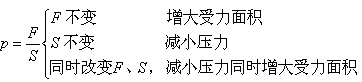 p = F/S { F 不变 增大受力面积
S 不变 减小压力
同时改变F、S， 减小压力同时增大受力面积